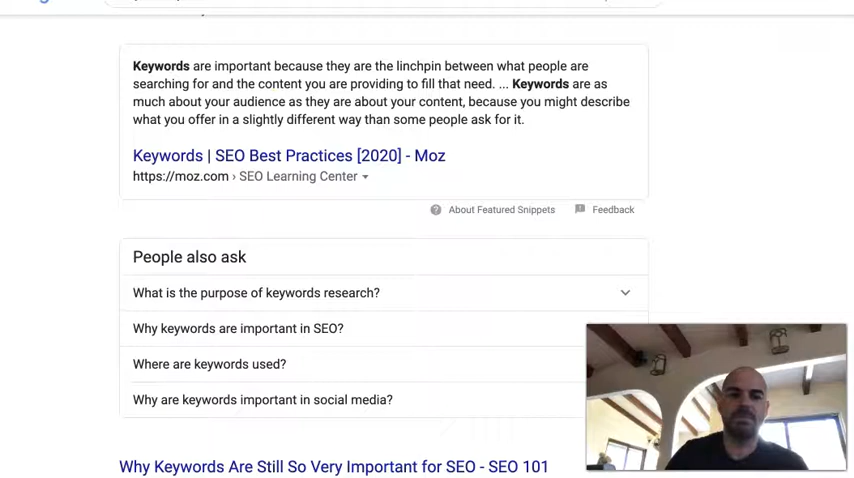 Keywords are important because they are the linchpin between what people are
searching for and the content you are providing to fill that need. ... Keywords are as
much about your audience as they are about your content, because you might describe
what you offer in a slightly different way than some people ask for it.
Keywords | SEO Best Practices [2020] - Moz
https://moz.com › SEO Learning Center
About Featured Snippets
Feedback
People also ask
What is the purpose of keywords research?
Why keywords are important in SEO?
Where are keywords used?
Why are keywords important in social media?
Why Keywords Are Still So Very Important for SEO - SEO 101